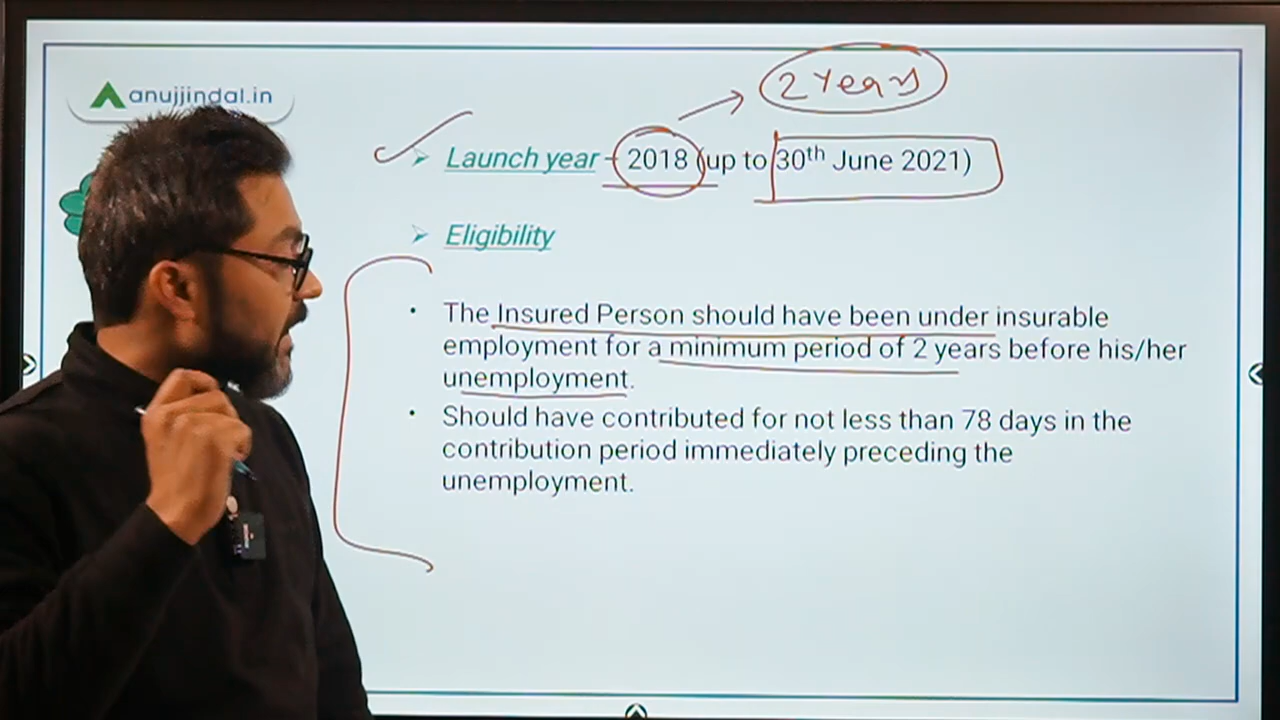 2 Years
anujjindal.in
Launch year - 2018 (up to 30th June 2021)
Eligibility
• The Insured Person should have been under insurable
employment for a minimum period of 2 years before his/her
unemployment.
• Should have contributed for not less than 78 days in the
contribution period immediately preceding the
unemployment.